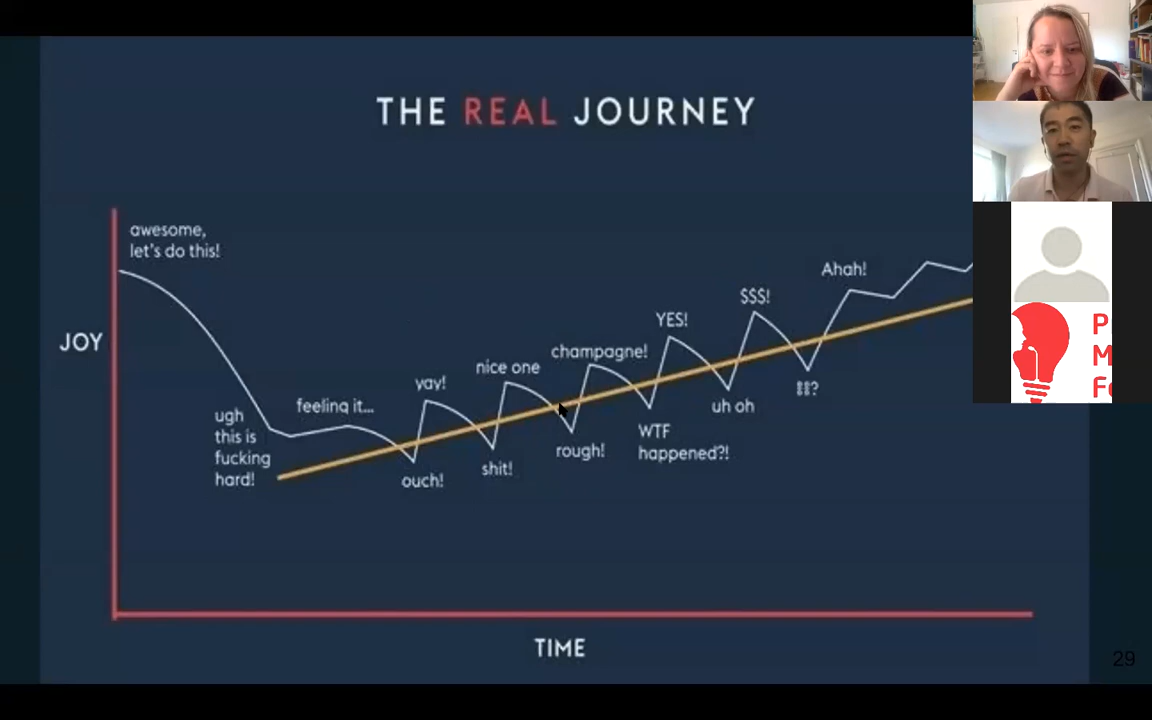 THE REAL JOURNEY
awesome,
let's do this!
JOY
ugh
this is
fucking
hard!
feeling it...
ouch!
yay!
shit!
nice one
rough!
champagne!
WTF
happened?!
YES!
uh oh
$$$!
Ahah!
TIME
29
P
M